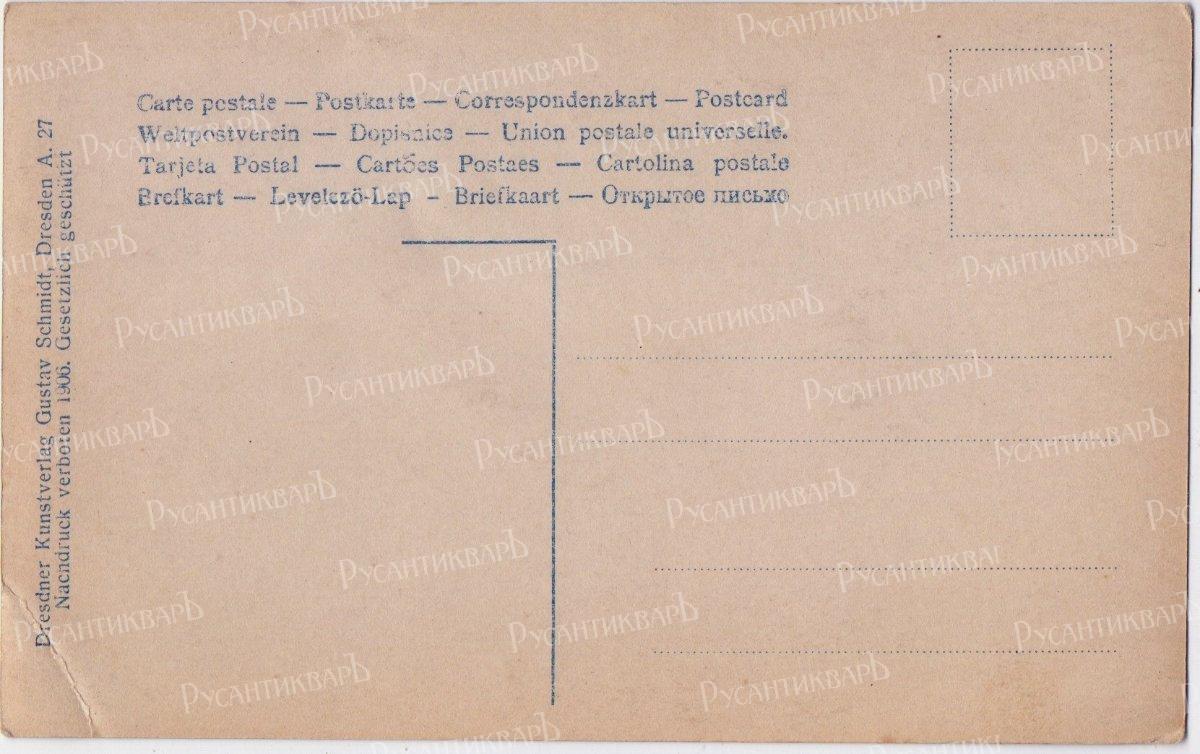 Carte postale — Postkarte — Correspondenzkart — Postcard
Weltpostverein — Dopisnice — Union postale universelle.
Tarjeta Postal — Cartões Postaes — Cartolina postale
Brefkart — Levelező-Lap - Briefkaart — Открытое письмо
Dresdner Kunstverlag Gustav Schmidt, Dresden A. 27
Nachdruck verboten 1906. Gesetzlich geschützt
РусантикварЪ